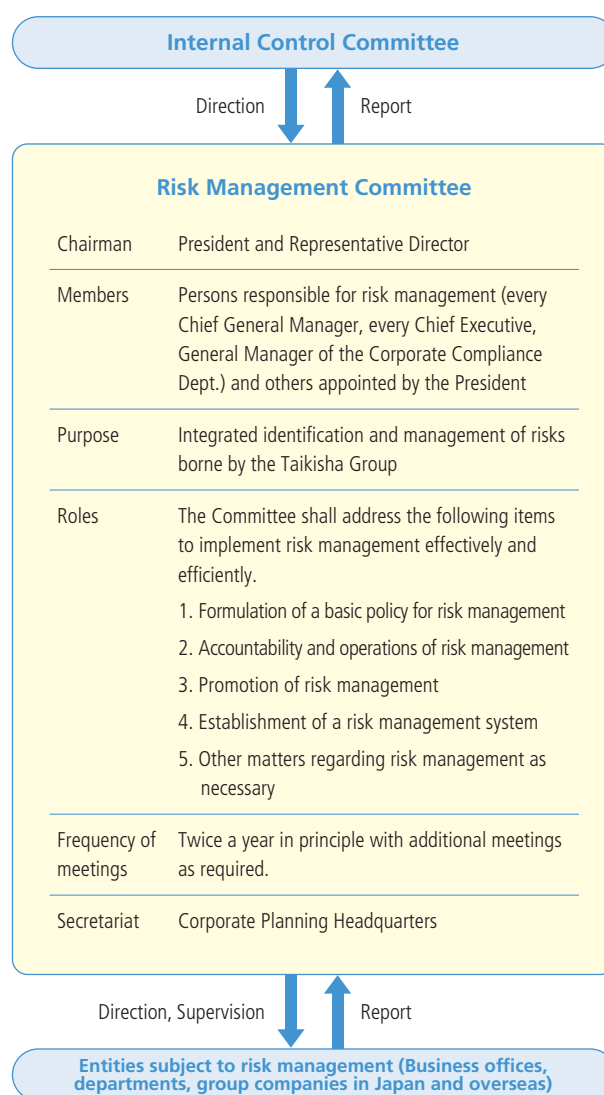 Internal Control Committee
Direction
Report
Risk Management Committee
Chairman
President and Representative Director
Members
Persons responsible for risk management (every
Chief General Manager, every Chief Executive,
General Manager of the Corporate Compliance
Dept.) and others appointed by the President
Purpose
Integrated identification and management of risks
borne by the Taikisha Group
Roles
The Committee shall address the following items
to implement risk management effectively and
efficiently.
1. Formulation of a basic policy for risk management
2. Accountability and operations of risk management
3. Promotion of risk management
4. Establishment of a risk management system
5. Other matters regarding risk management as
necessary
Frequency of
meetings
Twice a year in principle with additional meetings
as required.
Secretariat
Corporate Planning Headquarters
Direction, Supervision
Report
Entities subject to risk management (Business offices,
departments, group companies in Japan and overseas)